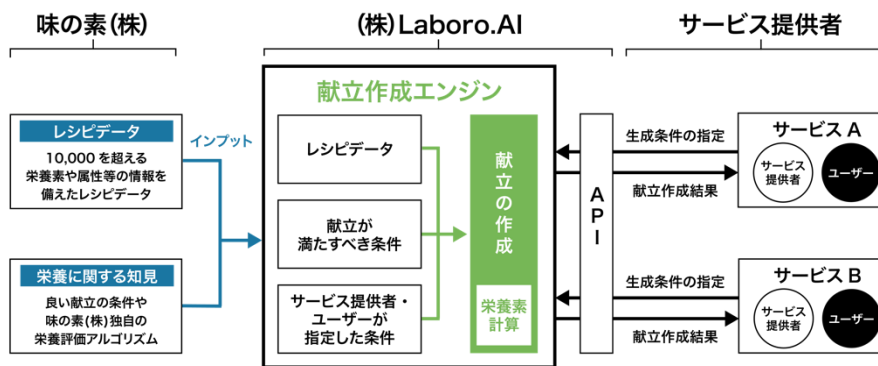 味の素(株)
(株)Laboro.AI
サービス提供者
レシピデータ
10,000を超える
栄養素や属性等の情報を
備えたレシピデータ
栄養に関する知見
良い献立の条件や
味の素(株)独自の
栄養評価アルゴリズム
インプット
献立作成エンジン
レシピデータ
献立が
満たすべき条件
サービス提供者・
ユーザーが
指定した条件
献立の作成
栄養素
計算
API
生成条件の指定
献立作成結果
サービス A
サービス
提供者
ユーザー
生成条件の指定
献立作成結果
サービス B
サービス
提供者
ユーザー